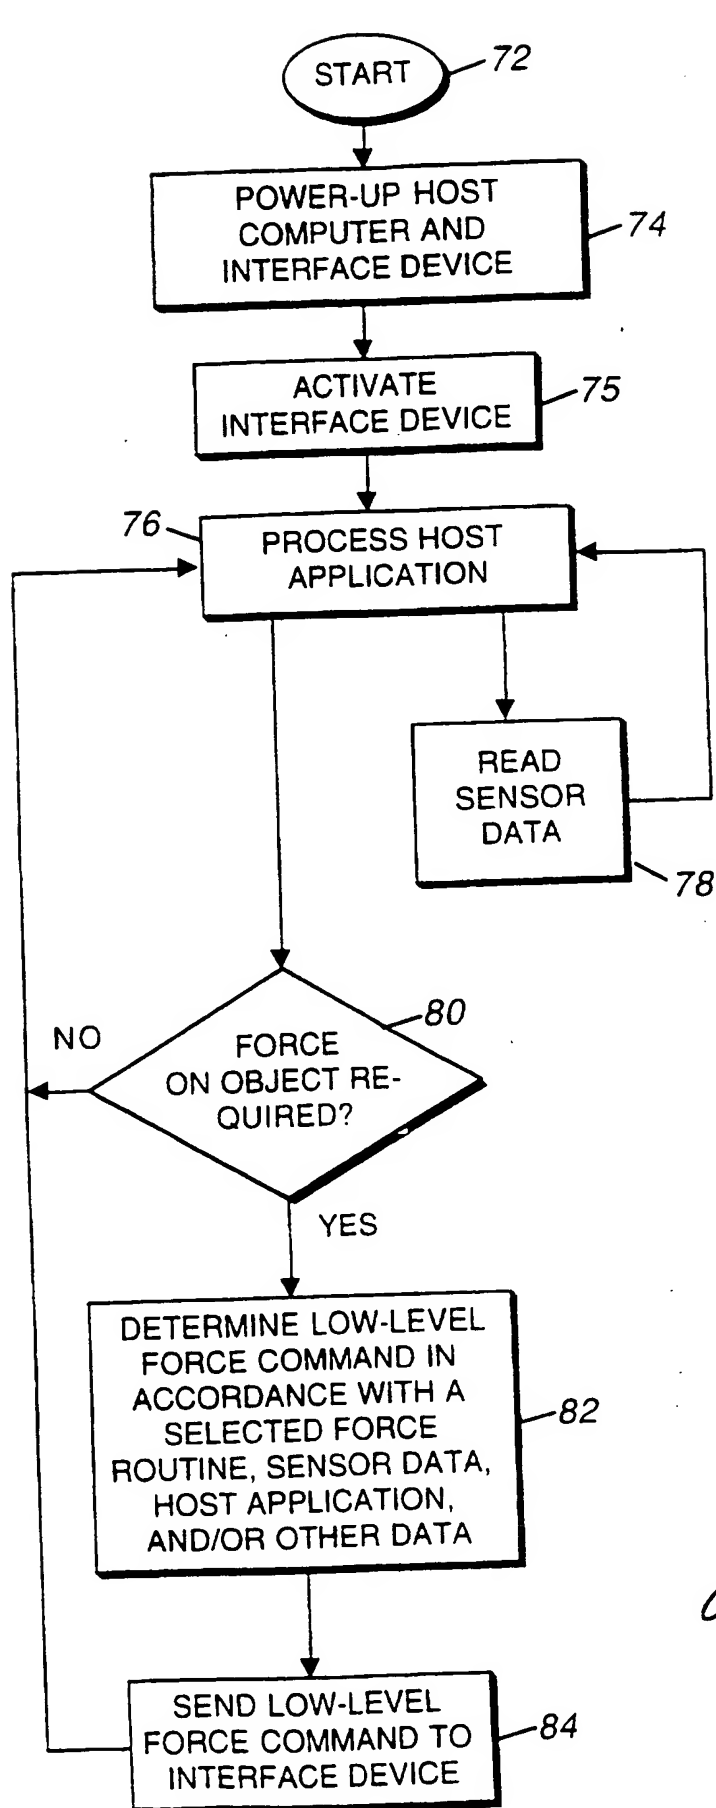 START
72
POWER-UP HOST
COMPUTER AND
INTERFACE DEVICE
74
ACTIVATE
INTERFACE DEVICE
75
76
PROCESS HOST
APPLICATION
READ
SENSOR
DATA
78
80
NO
FORCE
ON OBJECT RE-
QUIRED?
YES
DETERMINE LOW-LEVEL
FORCE COMMAND IN
ACCORDANCE WITH A
SELECTED FORCE
ROUTINE, SENSOR DATA,
HOST APPLICATION,
AND/OR OTHER DATA
82
SEND LOW-LEVEL
FORCE COMMAND TO
INTERFACE DEVICE
84